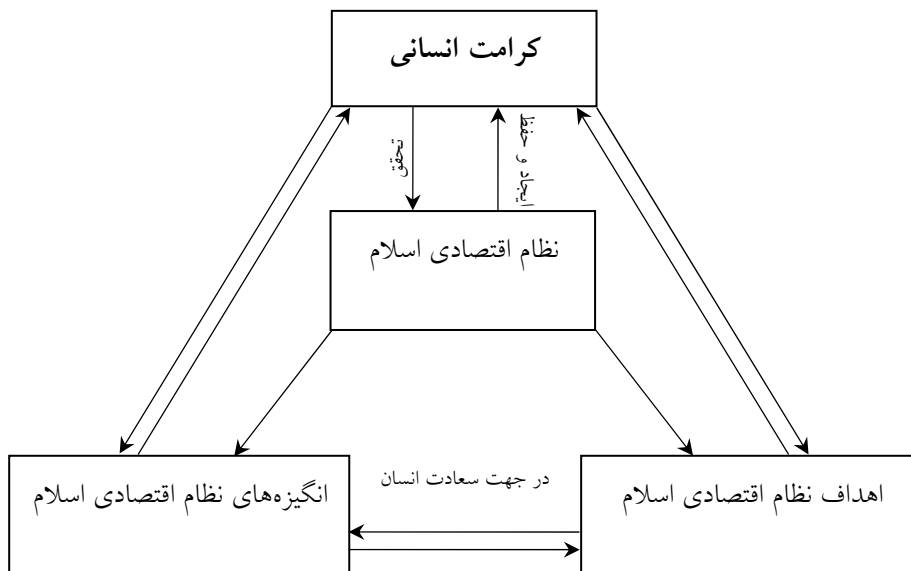 کرامت انسانی
ایجاد و حفظ
تحقق
نظام اقتصادی اسلام
در جهت سعادت انسان
اهداف نظام اقتصادی اسلام
انگیزه‌های نظام اقتصادی اسلام